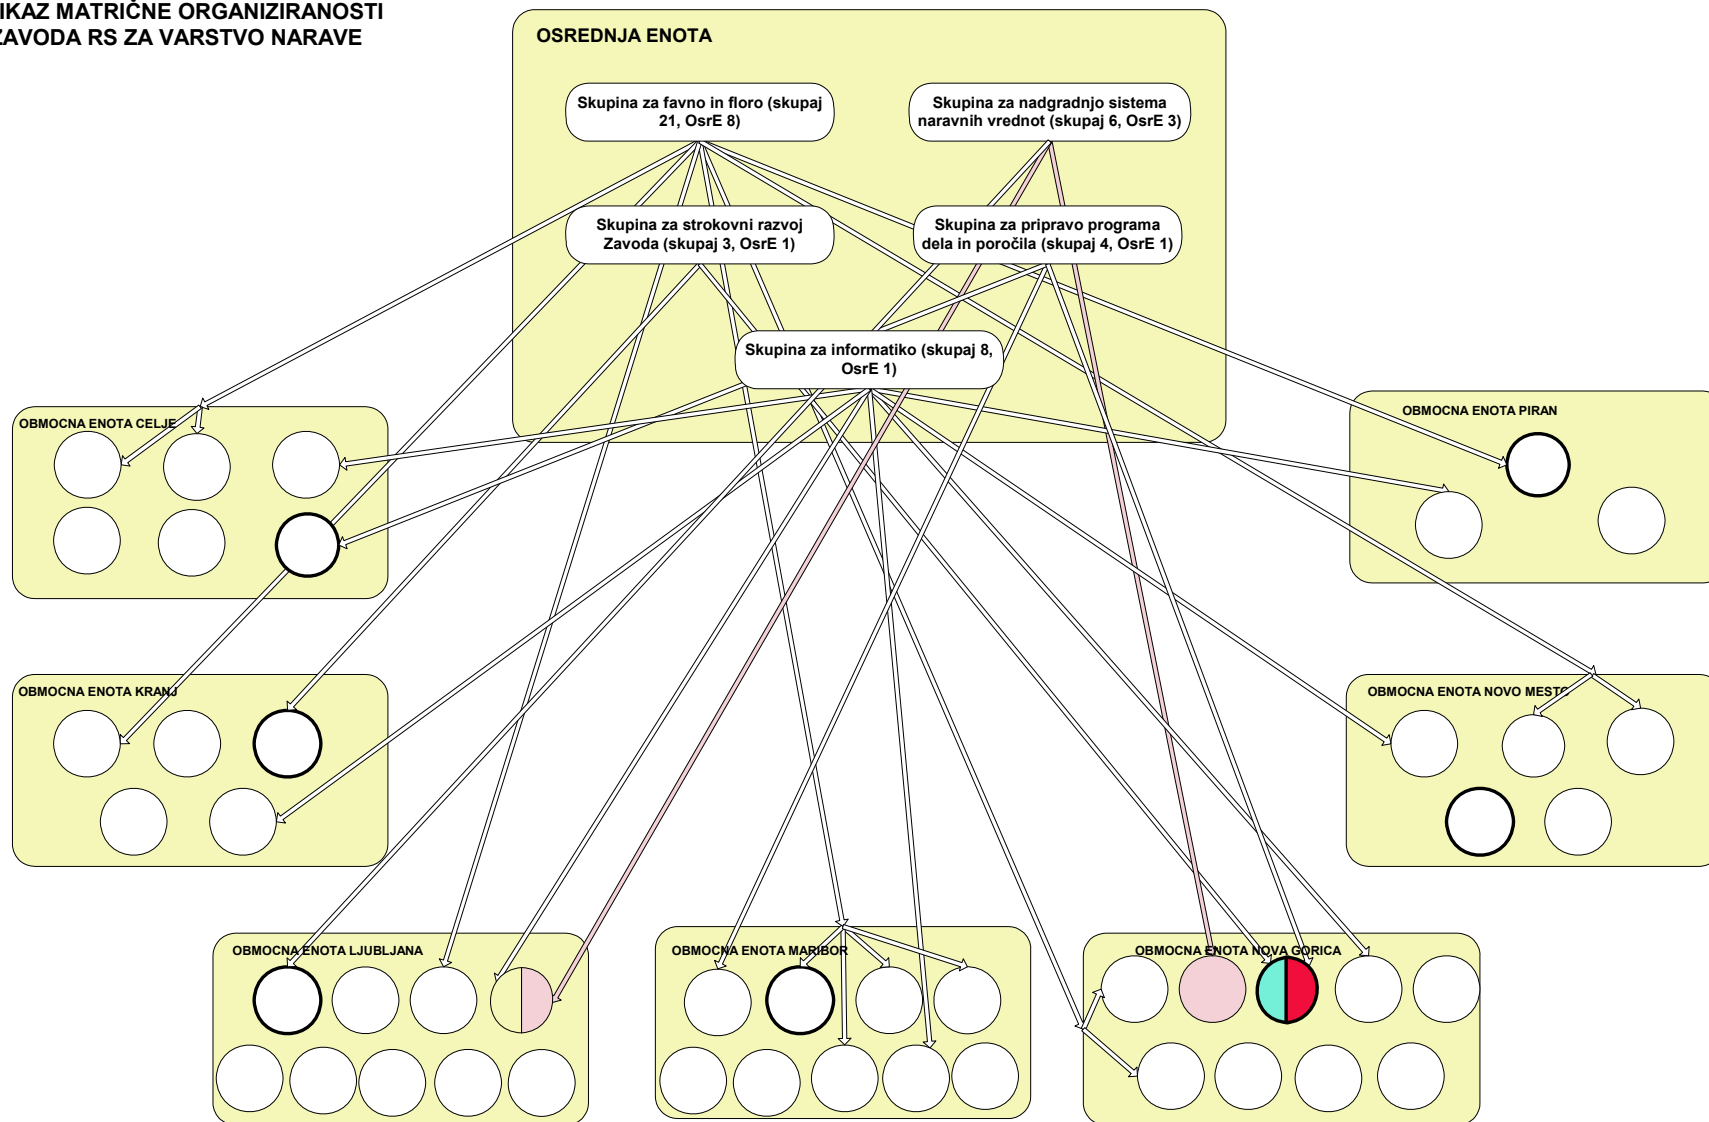 IKAZ MATRIČNE ORGANIZIRANOSTI
ZAVODA RS ZA VARSTVO NARAVE
OSREDNJA ENOTA
Skupina za favno in floro (skupaj
21, OsrE 8)
Skupina za nadgradnjo sistema
naravnih vrednot (skupaj 6, OsrE 3)
Skupina za strokovni razvoj
Zavoda (skupaj 3, OsrE 1)
Skupina za pripravo programa
dela in poročila (skupaj 4, OsrE 1)
Skupina za informatiko (skupaj 8,
OsrE 1)
OBMOCNA ENOTA CELJE
OBMOCNA ENOTA PIRAN
OBMOCNA ENOTA KRANJ
OBMOCNA ENOTA NOVO MESTO
OBMOCNA ENOTA LJUBLJANA
OBMOCNA ENOTA MARIBOR
OBMOCNA ENOTA NOVA GORICA